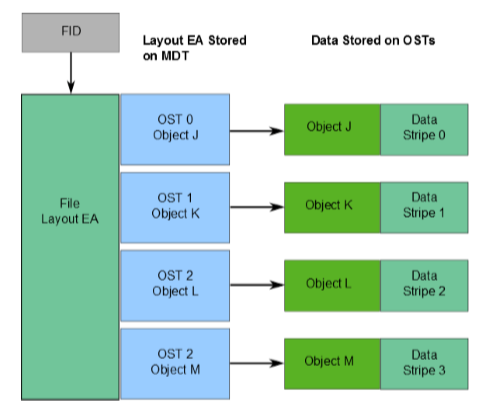 FID
Layout EA Stored
on MDT
Data Stored on OSTs
File
Layout EA
OST 0
Object J
Object J
Data
Stripe 0
OST 1
Object K
Object K
Data
Stripe 1
OST 2
Object L
Object L
Data
Stripe 2
OST 2
Object M
Object M
Data
Stripe 3